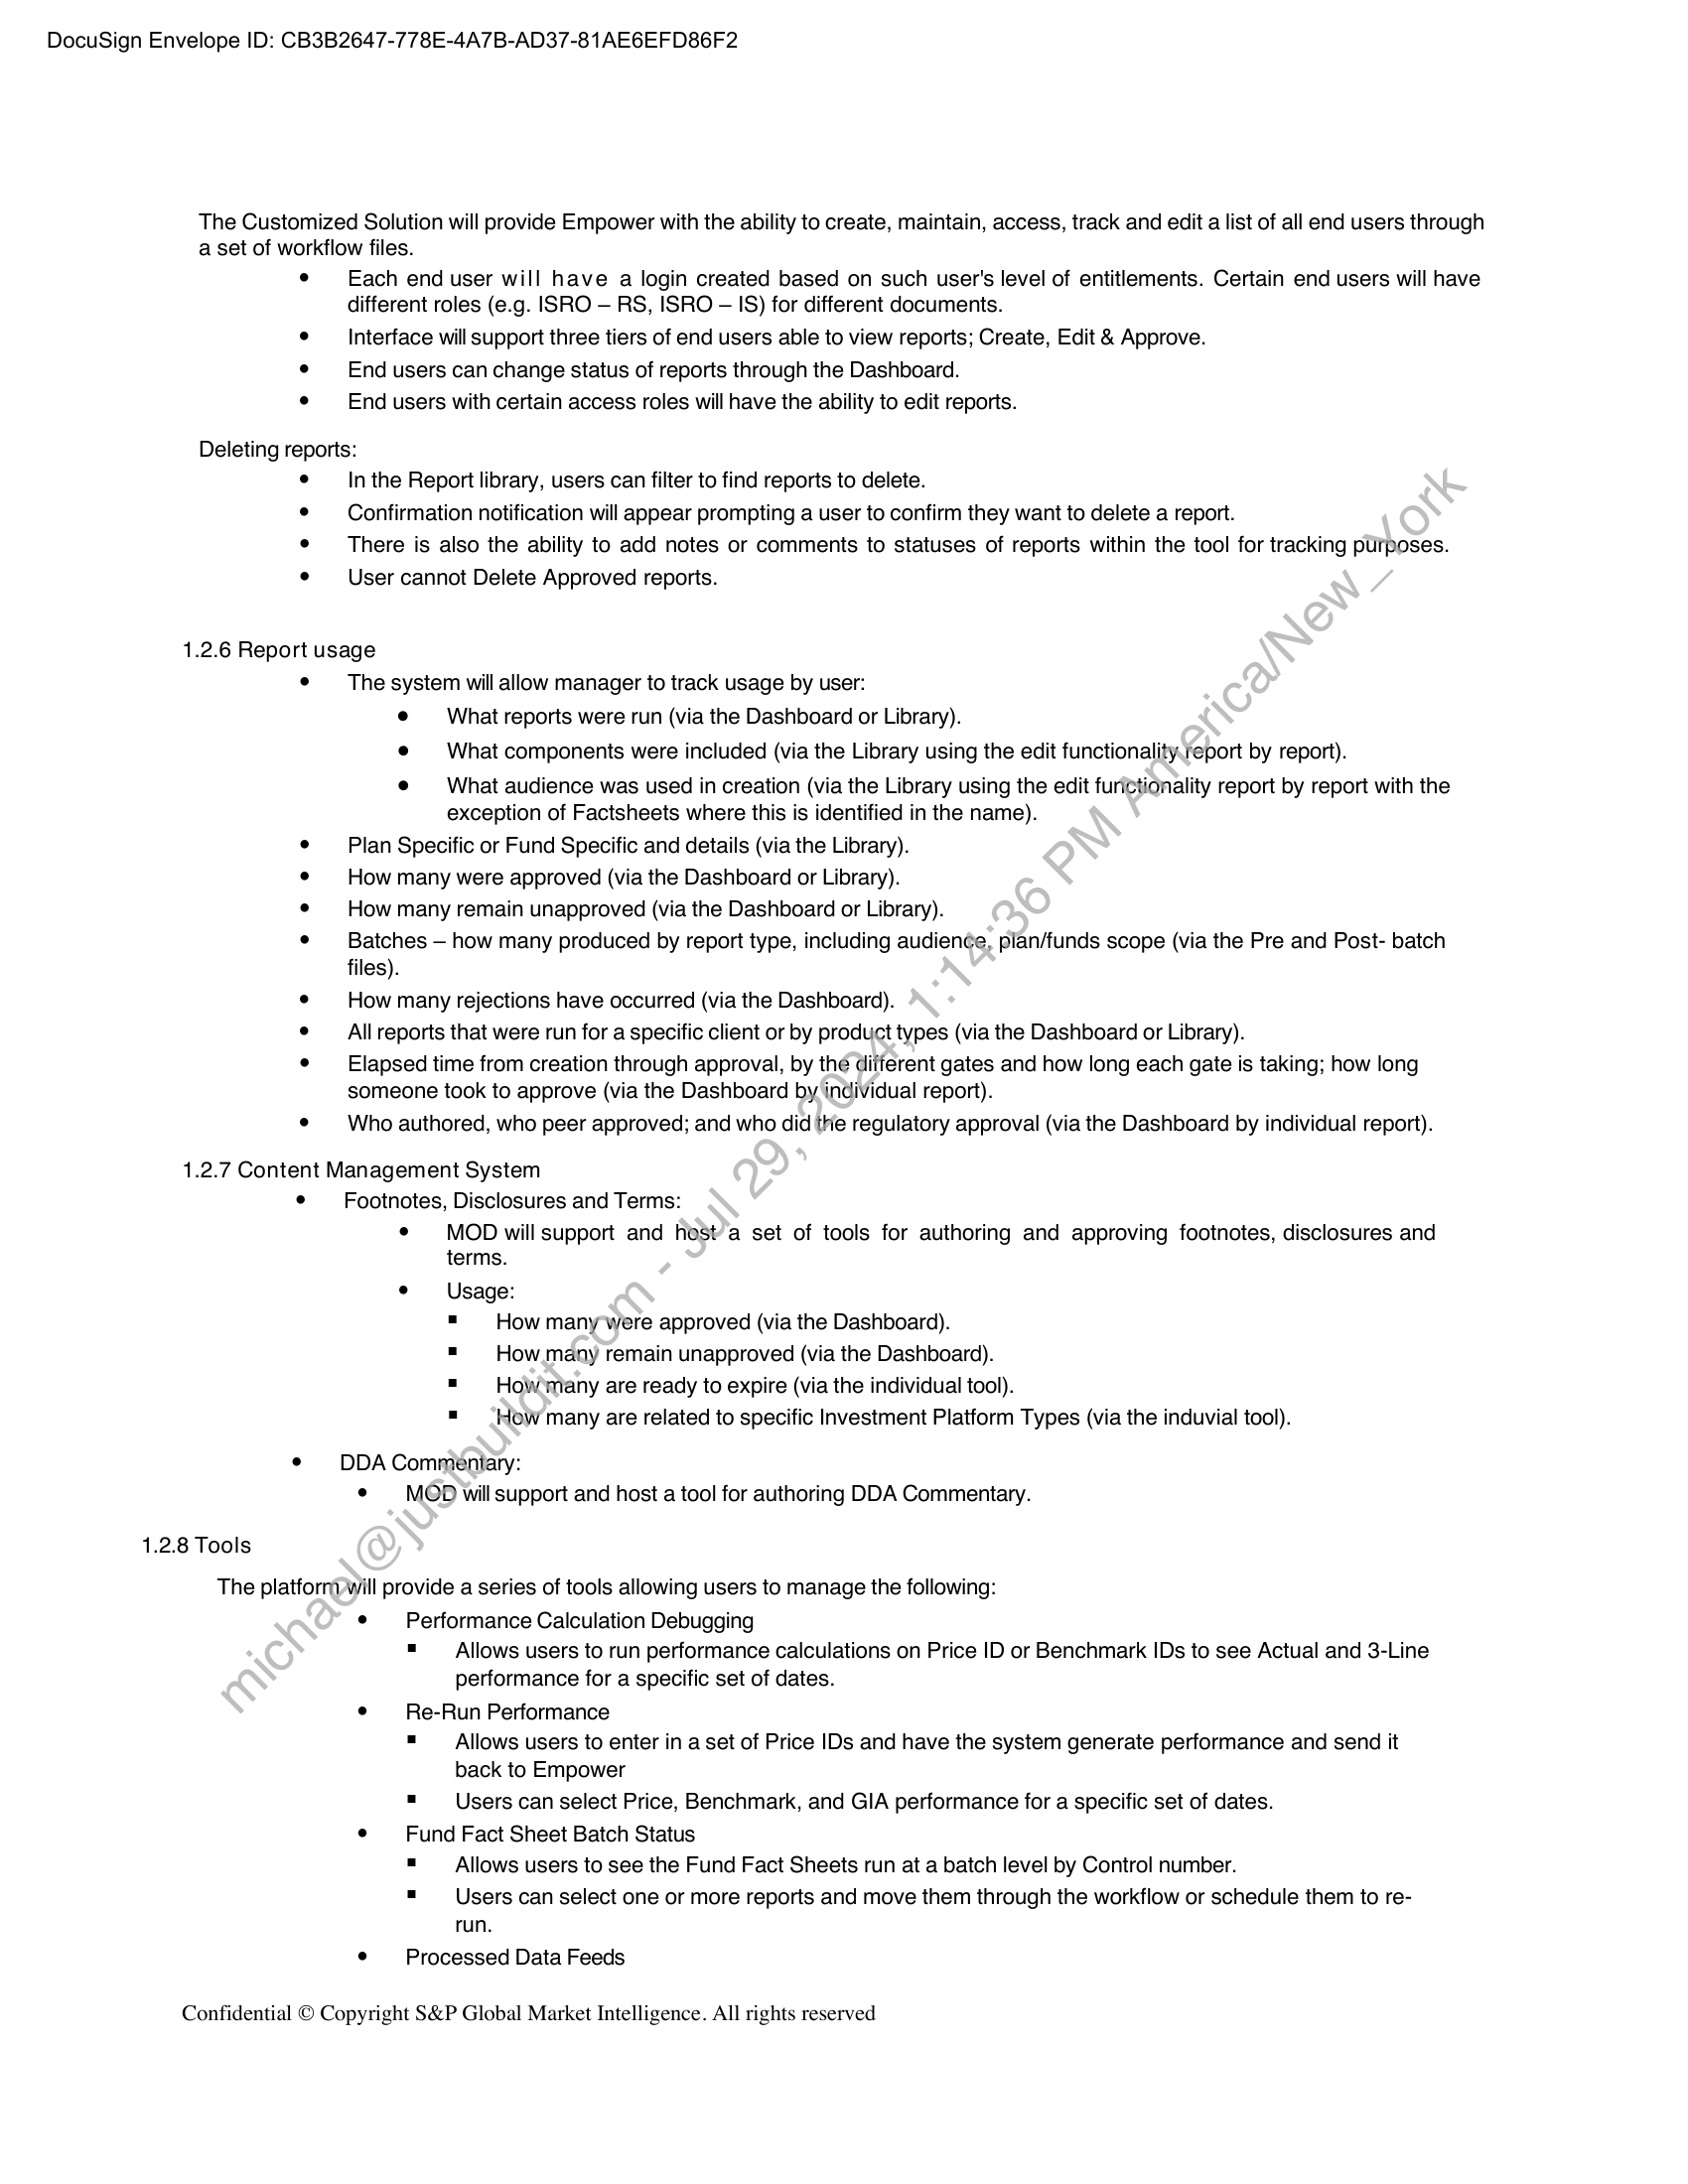 DocuSign Envelope ID: CB3B2647-778E-4A7B-AD37-81AE6EFD86F2
The Customized Solution will provide Empower with the ability to create, maintain, access, track and edit a list of all end users through
a set of workflow files.
• Each end user will have a login created based on such user's level of entitlements. Certain end users will have
different roles (e.g. ISRO – RS, ISRO – IS) for different documents.
• Interface will support three tiers of end users able to view reports; Create, Edit & Approve.
• End users can change status of reports through the Dashboard.
• End users with certain access roles will have the ability to edit reports.
Deleting reports:
• In the Report library, users can filter to find reports to delete.
• Confirmation notification will appear prompting a user to confirm they want to delete a report.
• There is also the ability to add notes or comments to statuses of reports within the tool for tracking purposes.
• User cannot Delete Approved reports.
1.2.6 Report usage
• The system will allow manager to track usage by user:
• What reports were run (via the Dashboard or Library).
• What components were included (via the Library using the edit functionality report by report).
• What audience was used in creation (via the Library using the edit functionality report by report with the
exception of Factsheets where this is identified in the name).
• Plan Specific or Fund Specific and details (via the Library).
• How many were approved (via the Dashboard or Library).
• How many remain unapproved (via the Dashboard or Library).
• Batches – how many produced by report type, including audience, plan/funds scope (via the Pre and Post- batch
files).
• How many rejections have occurred (via the Dashboard).
• All reports that were run for a specific client or by product types (via the Dashboard or Library).
• Elapsed time from creation through approval, by the different gates and how long each gate is taking; how long
someone took to approve (via the Dashboard by individual report).
• Who authored, who peer approved; and who did the regulatory approval (via the Dashboard by individual report).
1.2.7 Content Management System
• Footnotes, Disclosures and Terms:
• MOD will support and host a set of tools for authoring and approving footnotes, disclosures and
terms.
• Usage:
▪ How many were approved (via the Dashboard).
▪ How many remain unapproved (via the Dashboard).
▪ How many are ready to expire (via the individual tool).
▪ How many are related to specific Investment Platform Types (via the induvial tool).
• DDA Commentary:
• MOD will support and host a tool for authoring DDA Commentary.
1.2.8 Tools
The platform will provide a series of tools allowing users to manage the following:
• Performance Calculation Debugging
▪ Allows users to run performance calculations on Price ID or Benchmark IDs to see Actual and 3-Line
performance for a specific set of dates.
• Re-Run Performance
▪ Allows users to enter in a set of Price IDs and have the system generate performance and send it
back to Empower
▪ Users can select Price, Benchmark, and GIA performance for a specific set of dates.
• Fund Fact Sheet Batch Status
▪ Allows users to see the Fund Fact Sheets run at a batch level by Control number.
▪ Users can select one or more reports and move them through the workflow or schedule them to re-
run.
• Processed Data Feeds
Confidential © Copyright S&P Global Market Intelligence. All rights reserved
michael@justbuildit.com - Jul 29, 2024, 1:14:36 PM America/New_York